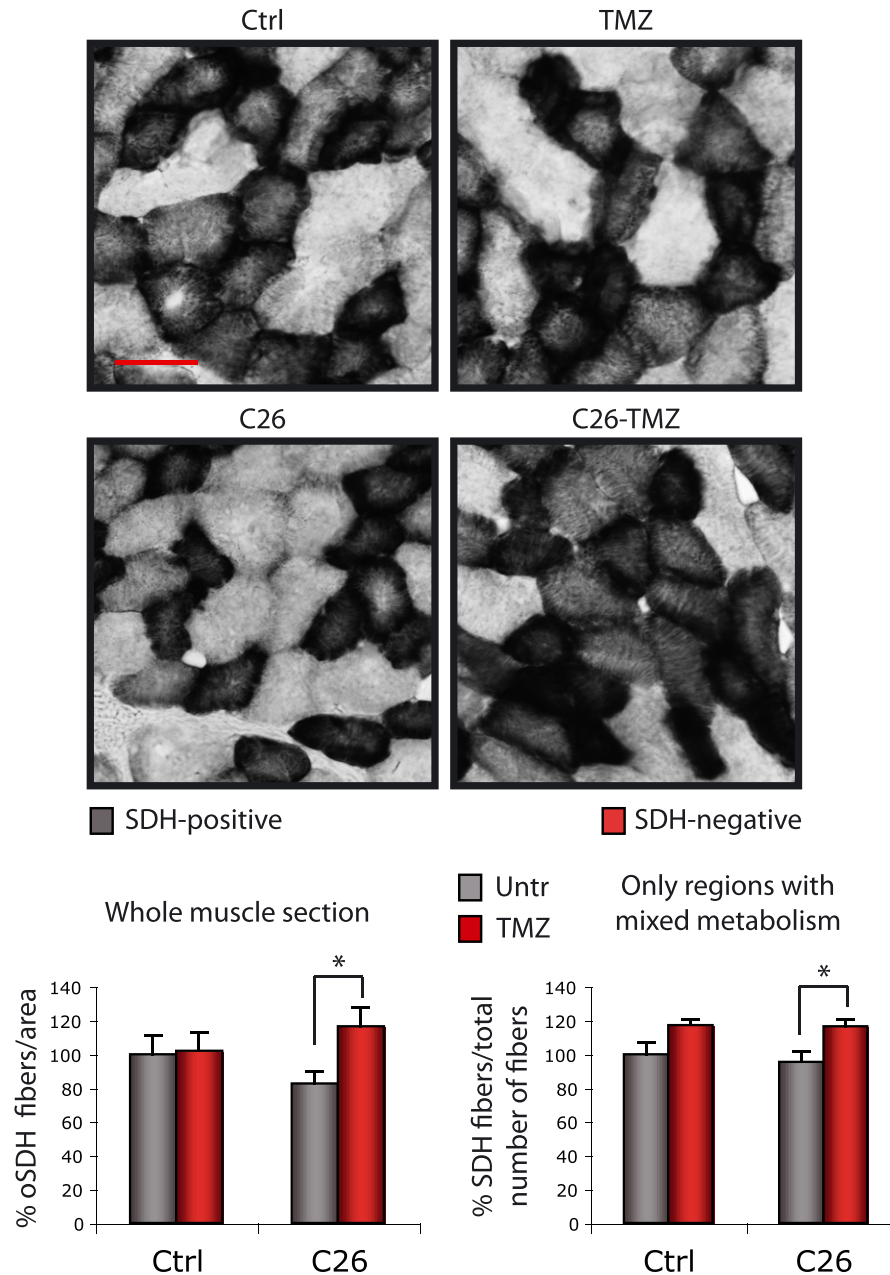 Ctrl
TMZ
C26
C26-TMZ
SDH-positive
SDH-negative
Untr
TMZ
Whole muscle section
Only regions with
mixed metabolism
% oSDH fibers/area
140
120
100
80
60
40
20
0
*
Ctrl
C26
% SDH fibers/total
number of fibers
140
120
100
80
60
40
20
0
*
Ctrl
C26